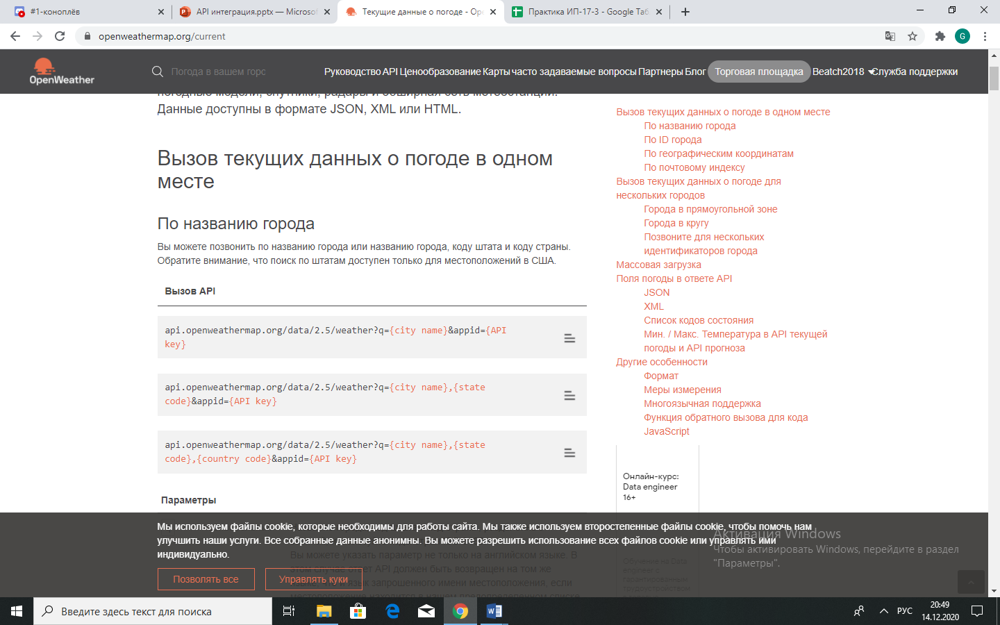 #1-коноплёв
API интеграция.pptx — Microsof
Текущие данные о погоде - Оре
Практика ИП-17-3 - Google Таб
openweathermap.org/current
G
OpenWeather
Погода в вашем горс
Руководство API Ценообразование Карты часто задаваемые вопросы Партнеры Блог Торговая площадка Beatch2018 Служба поддержки
погодные модели, спутники, радары и обширная сеть метеостанций.
Данные доступны в формате JSON, XML или HTML.
Вызов текущих данных о погоде в одном
месте
По названию города
Вы можете позвонить по названию города или названию города, коду штата и коду страны.
Обратите внимание, что поиск по штатам доступен только для местоположений в США.
Вызов API
api.openweathermap.org/data/2.5/weather?q={city name}&appid={API
key}
api.openweathermap.org/data/2.5/weather?q={city name},{state
code}&appid={API key}
api.openweathermap.org/data/2.5/weather?q={city name},{state
code},{country code}&appid={API key}
Параметры
Вызов текущих данных о погоде в одном месте
По названию города
По ID города
По географическим координатам
По почтовому индексу
Вызов текущих данных о погоде для
нескольких городов
Города в прямоугольной зоне
Города в кругу
Позвоните для нескольких
идентификаторов города
Массовая загрузка
Поля погоды в ответе API
JSON
XML
Список кодов состояния
Мин. / Макс. Температура в API текущей
погоды и API прогноза
Другие особенности
Формат
Меры измерения
Многоязычная поддержка
Функция обратного вызова для кода
JavaScript
Онлайн-курс:
Data engineer
16+
Обучение на Data
engineer с
гарантированным
трудоустройством
Мы используем файлы cookie, которые необходимы для работы сайта. Мы также используем второстепенные файлы cookie, чтобы помочь нам
улучшить наши услуги. Все собранные данные анонимны. Вы можете разрешить использование всех файлов cookie или управлять ими
индивидуально.
Вы можете указать параметр не только на английском языке. В
этом случае ответ API должен быть возвращен на том же
языке, что и язык запрошенного имени местоположения, если
местоположение находится в нашем предопределенном списке
Позволять все
Управлять куки
Активация Windows
Чтобы активировать Windows, перейдите в раздел
"Параметры".
Введите здесь текст для поиска
РУС
20:49
14.12.2020